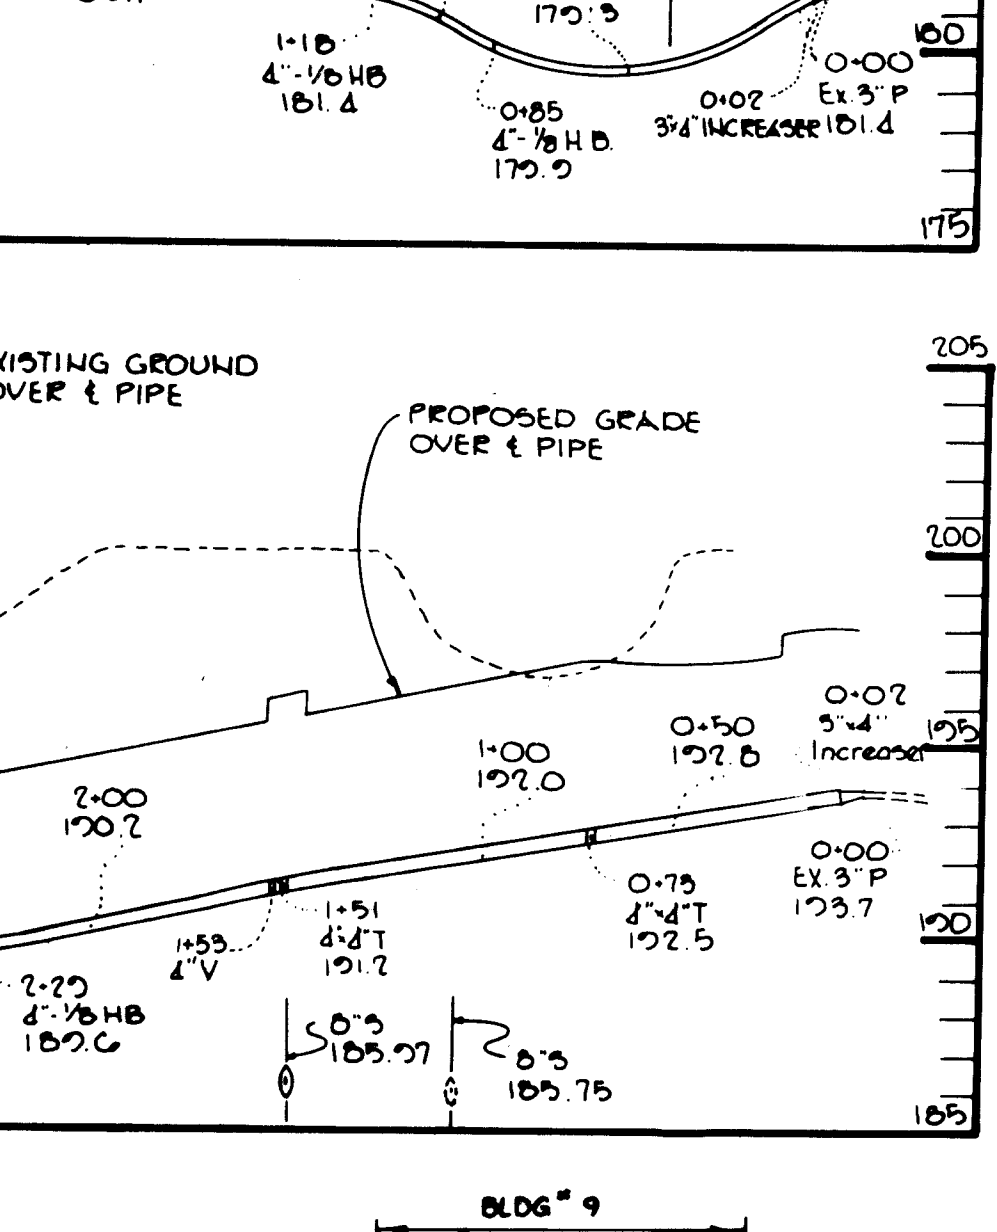 179.3
1+18
4"-1/8 HB
181.4
0+85
4"-1/8 HB.
179.9
0+02
3"x4" INCREASER
0+00
Ex. 3" P
181.4
180
175
OVER ℄ PIPE
GROUND
PROPOSED GRADE
OVER ℄ PIPE
205
200
195
190
185
0+02
3"x4"
Increaser
0+50
192.8
1+00
192.0
2+00
190.2
0+00
EX. 3" P
193.7
0+73
4"x4" T
192.5
1+51
4"x4" T
191.2
1+53
4" V
2+29
4"-1/8 HB
189.6
8" S
185.97
8" S
185.75
BLDG # 9